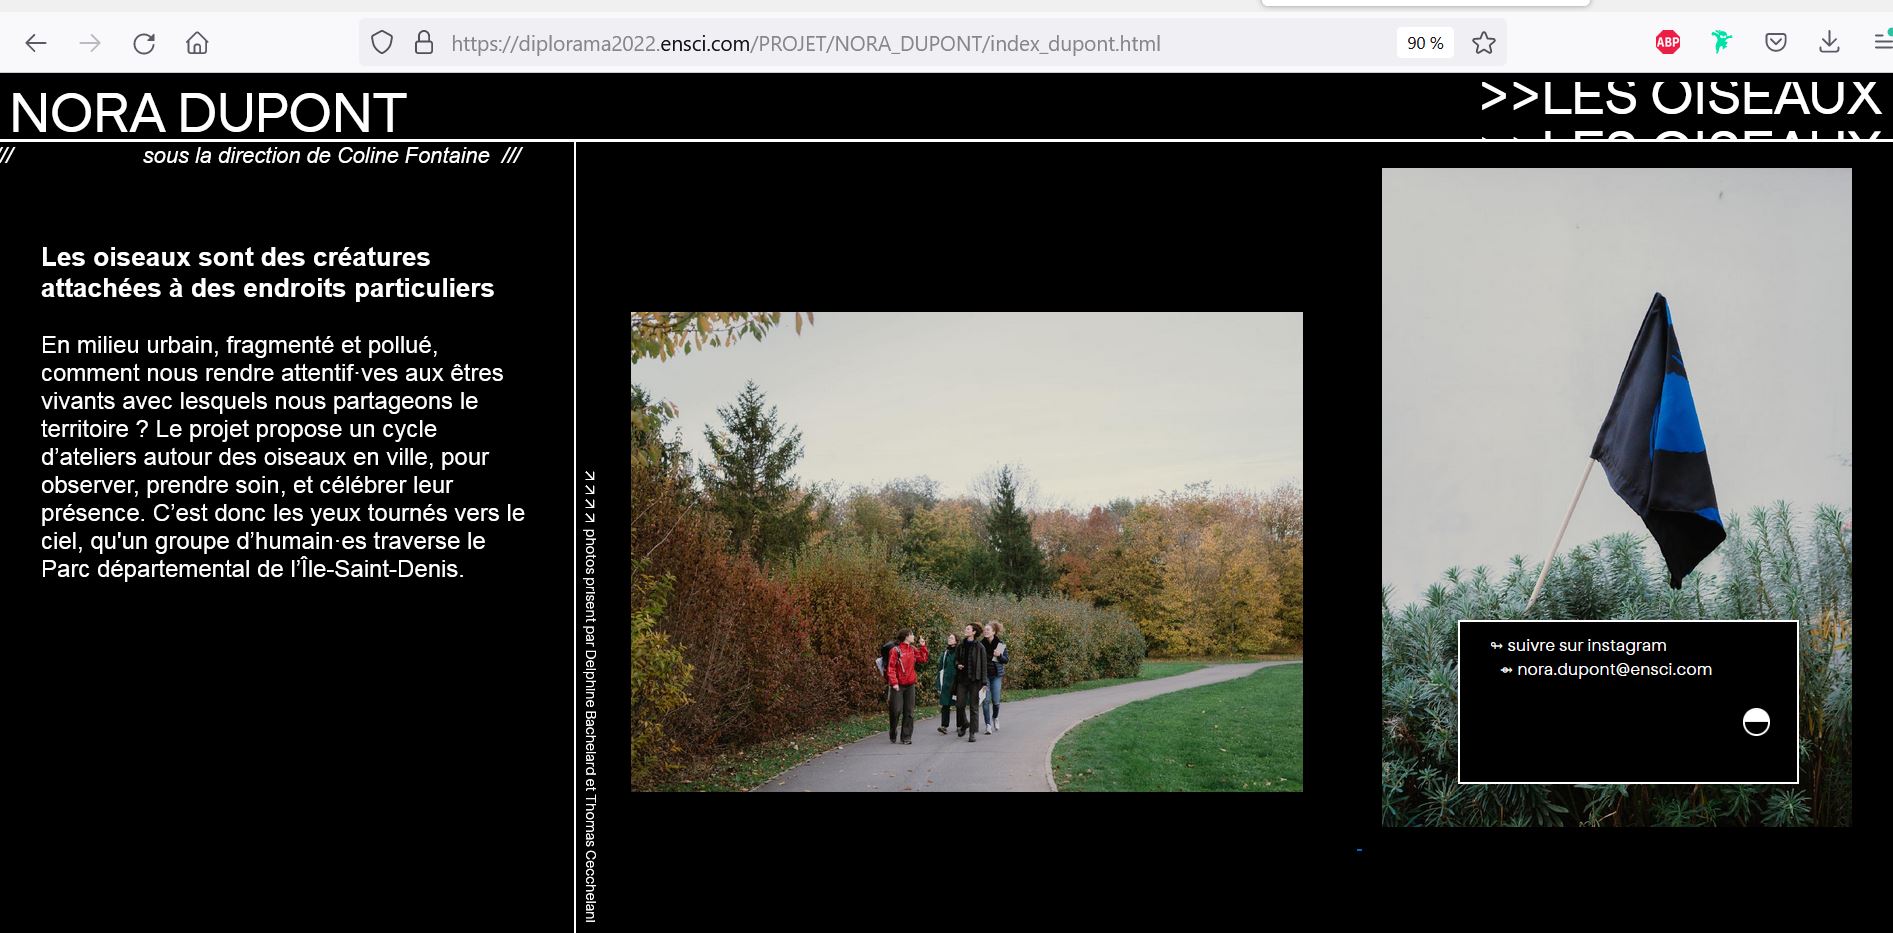 https://diplorama2022.ensci.com/PROJET/NORA_DUPONT/index_dupont.html
90 %
ABP
NORA DUPONT
>>LES OISEAUX
>>LES OISEAUX
///
sous la direction de Coline Fontaine ///
Les oiseaux sont des créatures
attachées à des endroits particuliers
En milieu urbain, fragmenté et pollué,
comment nous rendre attentif·ves aux êtres
vivants avec lesquels nous partageons le
territoire ? Le projet propose un cycle
d’ateliers autour des oiseaux en ville, pour
observer, prendre soin, et célébrer leur
présence. C’est donc les yeux tournés vers le
ciel, qu'un groupe d’humain·es traverse le
Parc départemental de l’Île-Saint-Denis.
↗ ↗ ↗ ↗ photos prisent par Delphine Bachelard et Thomas Cecchelani
↬ suivre sur instagram
⇴ nora.dupont@ensci.com